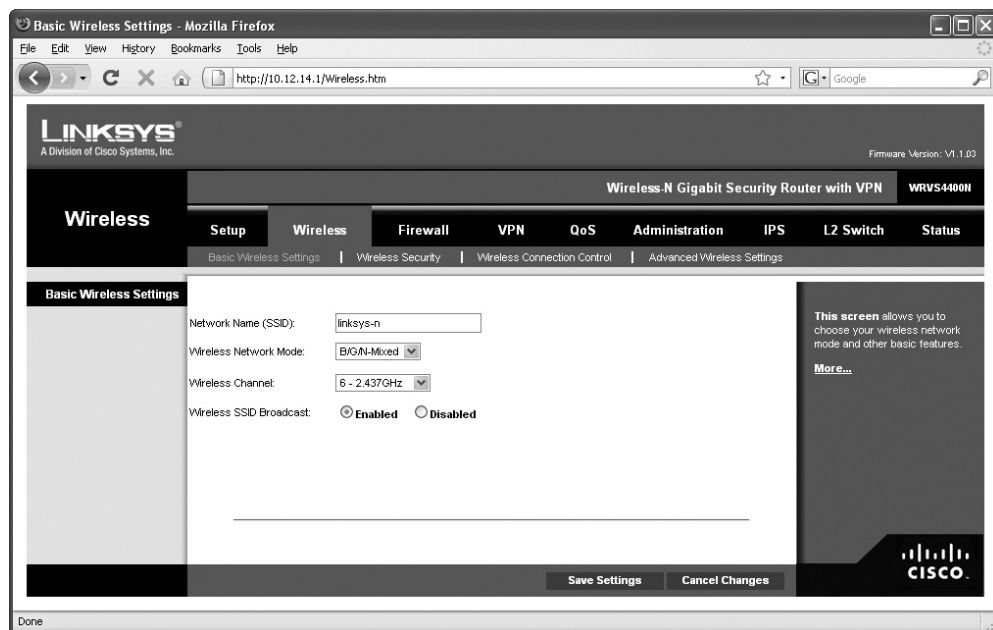 Basic Wireless Settings - Mozilla Firefox
File Edit View History Bookmarks Tools Help
http://10.12.14.1/Wireless.htm
G Google
LINKSYS®
A Division of Cisco Systems, Inc.
Firmware Version: V1.1.03
Wireless-N Gigabit Security Router with VPN WRVS4400N
Wireless
Setup Wireless Firewall VPN QoS Administration IPS L2 Switch Status
Basic Wireless Settings | Wireless Security | Wireless Connection Control | Advanced Wireless Settings
Basic Wireless Settings
Network Name (SSID): linksys-n
Wireless Network Mode: B/G/N-Mixed
Wireless Channel: 6 - 2.437GHz
Wireless SSID Broadcast: Enabled Disabled
This screen allows you to
choose your wireless network
mode and other basic features.
More...
Save Settings Cancel Changes
CISCO.
Done